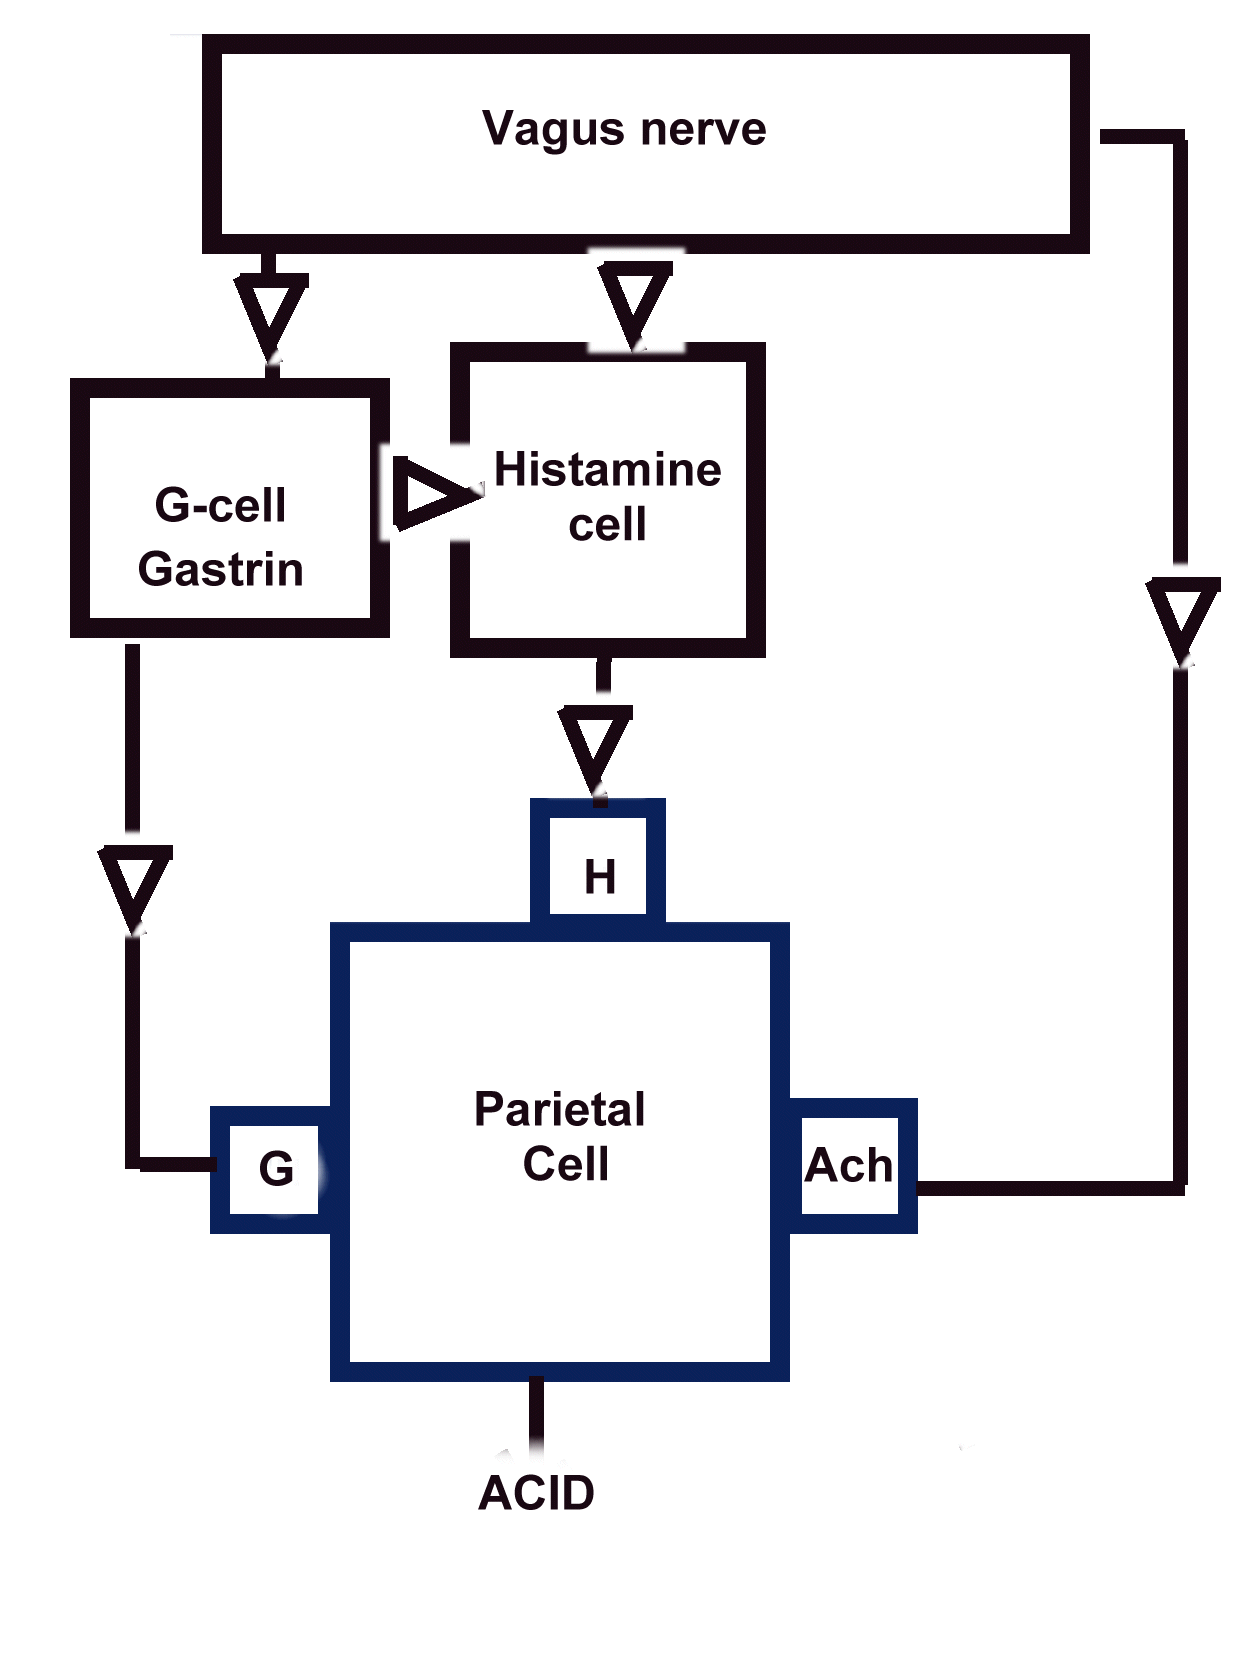 Vagus nerve
Histamine
cell
G-cell
Gastrin
H
Parietal
Cell
G
Ach
ACID